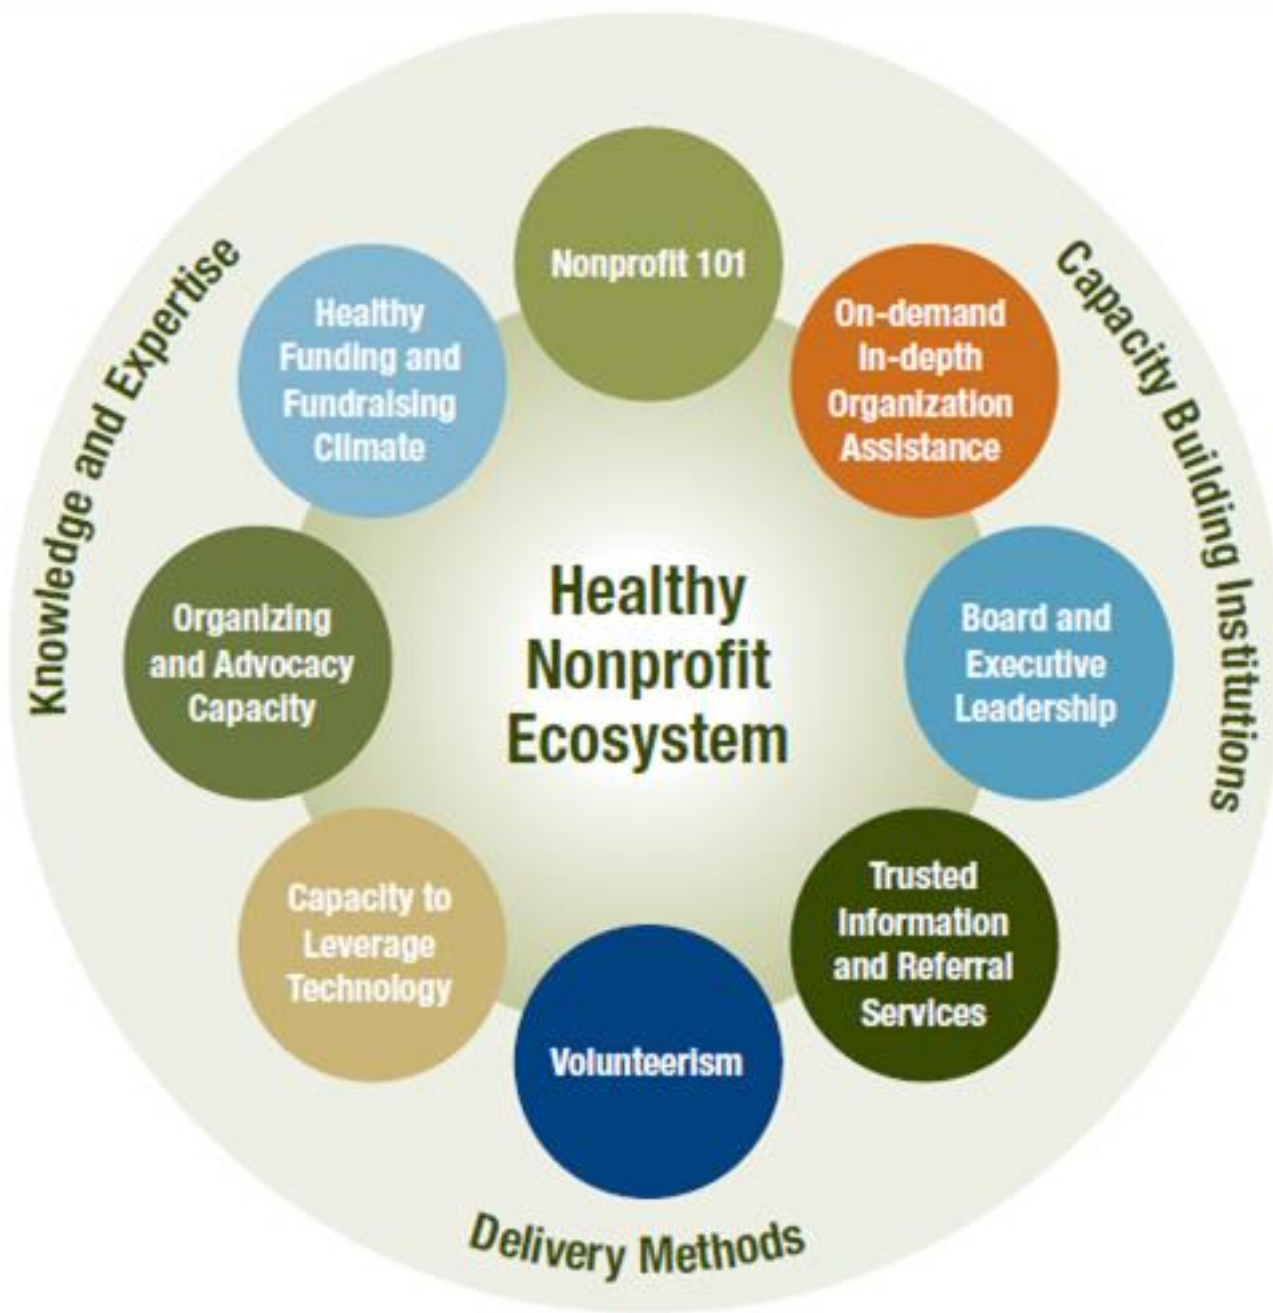 Nonprofit 101
On-demand
In-depth
Organization
Assistance
Board and
Executive
Leadership
Trusted
Information
and Referral
Services
Volunteerism
Capacity to
Leverage
Technology
Organizing
and Advocacy
Capacity
Healthy
Funding and
Fundraising
Climate
Healthy
Nonprofit
Ecosystem
Knowledge and Expertise
Capacity Building Institutions
Delivery Methods